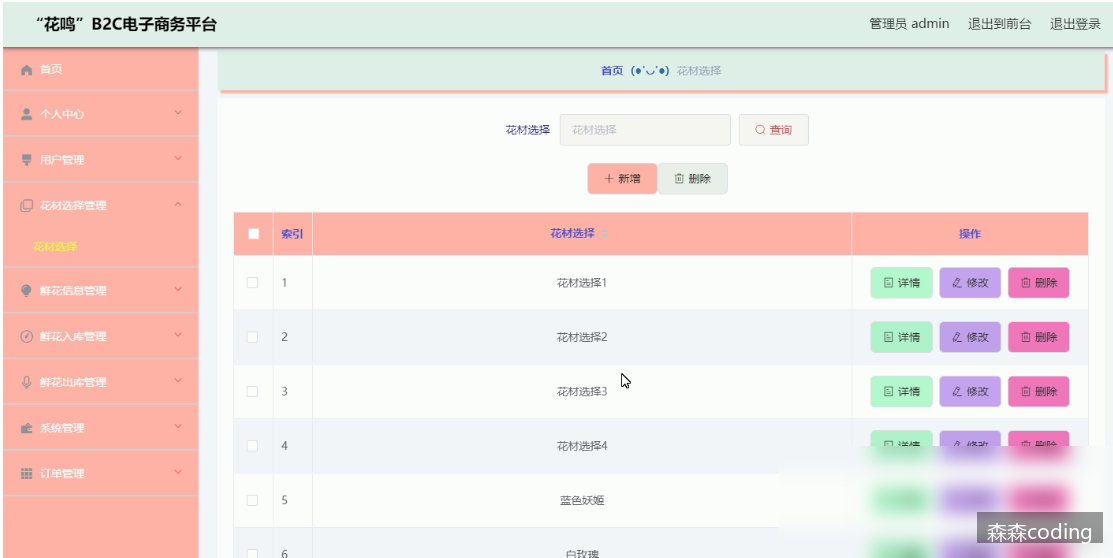 “花鸣”B2C电子商务平台 管理员 admin 退出到前台 退出登录
首页
个人中心
用户管理
花材选择管理
花材选择
鲜花信息管理
鲜花入库管理
鲜花出库管理
系统管理
订单管理
首页 (●'◡'●) 花材选择
花材选择 花材选择 查询
新增 删除
索引 花材选择 操作
1 花材选择1 详情 修改 删除
2 花材选择2 详情 修改 删除
3 花材选择3 详情 修改 删除
4 花材选择4 详情 修改 删除
5 蓝色妖姬
6 白玫瑰
森森coding